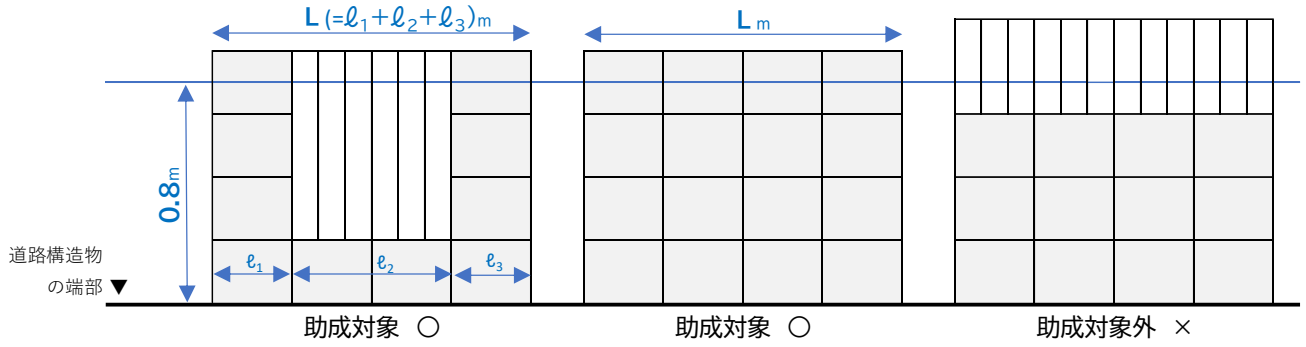 L (=ℓ₁+ℓ₂+ℓ₃)m
L m
0.8m
道路構造物
の端部 ▼
ℓ₁
ℓ₂
ℓ₃
助成対象 ○
助成対象 ○
助成対象外 ×